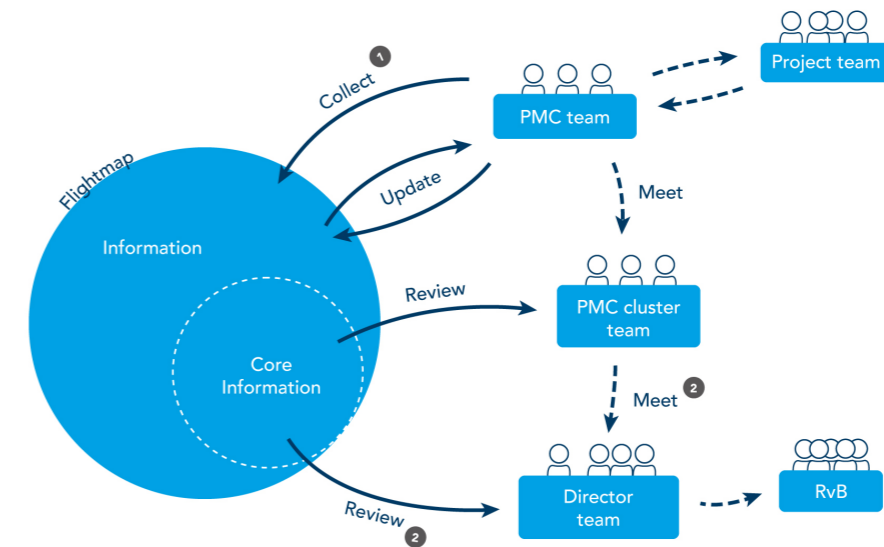 Project team
1
Collect
PMC team
Flightmap
Update
Meet
Information
Review
PMC cluster
team
Core
Information
Meet 2
Director
team
RvB
Review
2